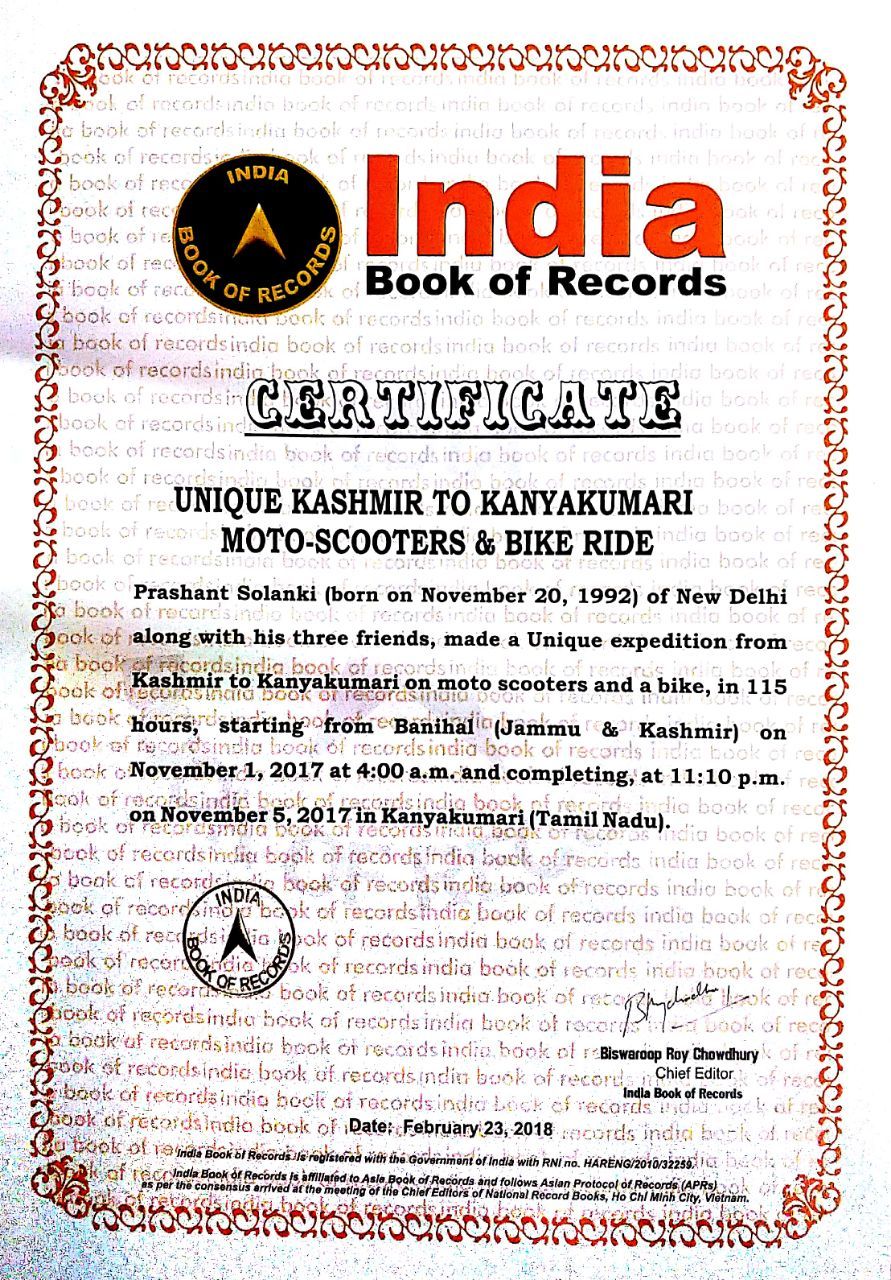 INDIA
BOOK OF RECORDS
India
Book of Records
CERTIFICATE
UNIQUE KASHMIR TO KANYAKUMARI
MOTO-SCOOTERS & BIKE RIDE
Prashant Solanki (born on November 20, 1992) of New Delhi
along with his three friends, made a Unique expedition from
Kashmir to Kanyakumari on moto scooters and a bike, in 115
hours, starting from Banihal (Jammu & Kashmir) on
November 1, 2017 at 4:00 a.m. and completing, at 11:10 p.m.
on November 5, 2017 in Kanyakumari (Tamil Nadu).
INDIA
BOOK OF RECORDS
Biswaroop Roy Chowdhury
Chief Editor
India Book of Records
Date: February 23, 2018
India Book of Records is registered with the Government of India with RNI no. HARENG/2010/32259.
India Book of Records is affiliated to Asia Book of Records and follows Asian Protocol of Records (APRs)
as per the consensus arrived at the meeting of the Chief Editors of National Record Books, Ho Chi Minh City, Vietnam.